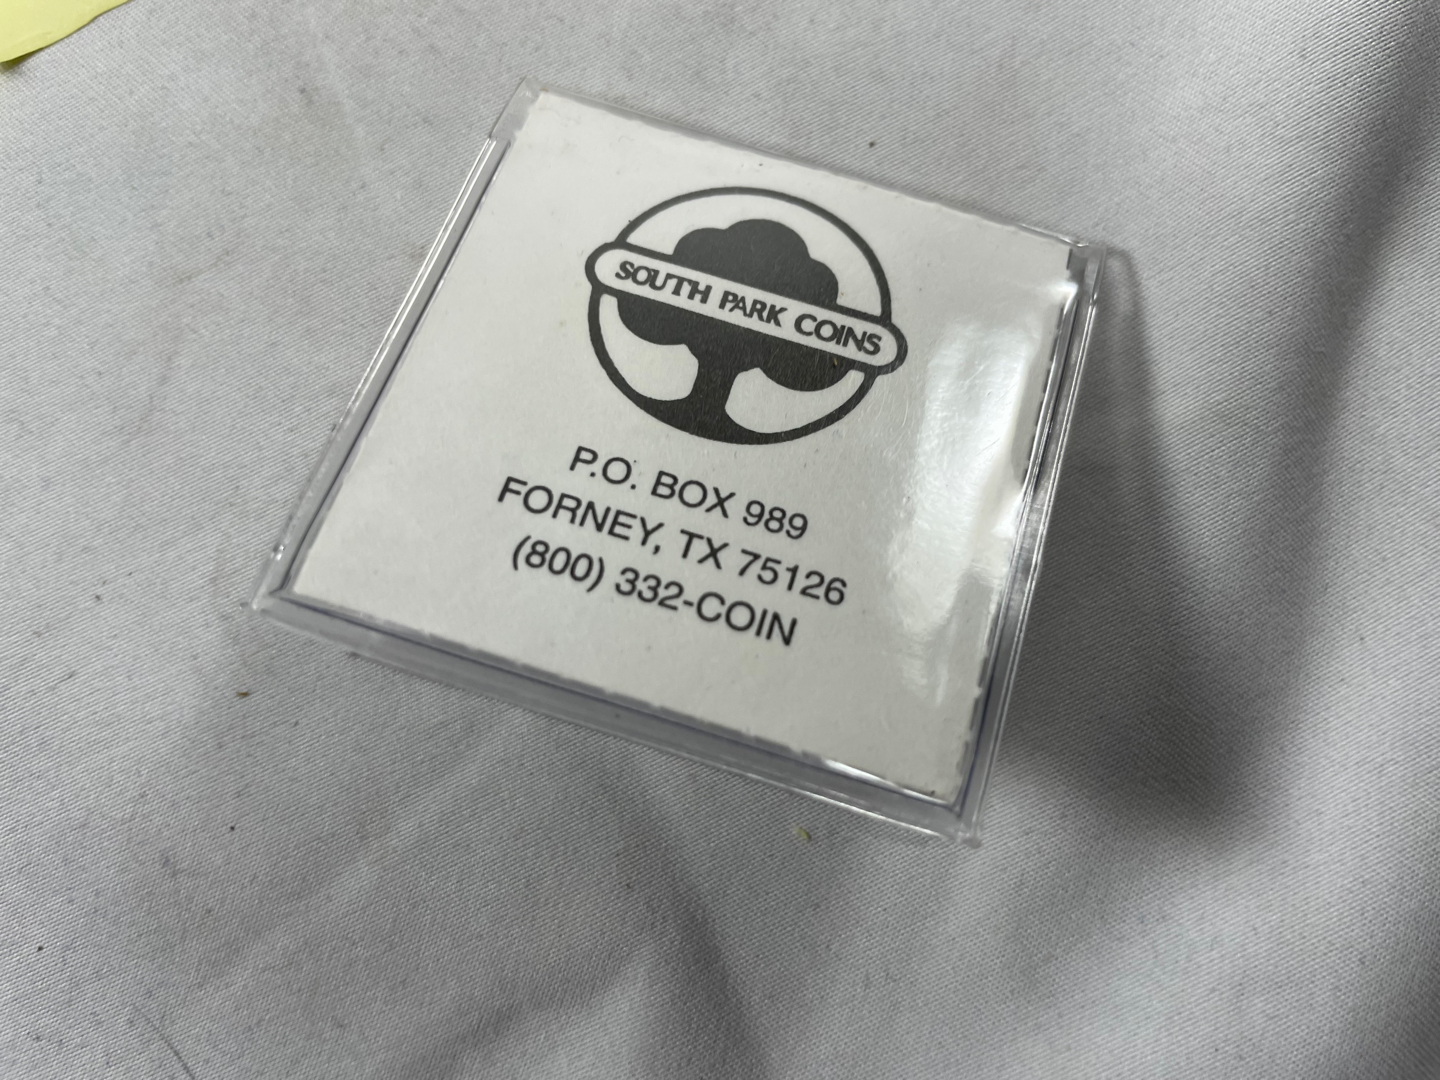 SOUTH PARK COINS
P.O. BOX 989
FORNEY, TX 75126
(800) 332-COIN